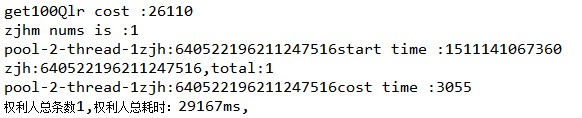 get100Qlr cost :26110
zjhm nums is :1
pool-2-thread-1zjh:640522196211247516start time :1511141067360
zjh:640522196211247516,total:1
pool-2-thread-1zjh:640522196211247516cost time :3055
权利人总条数1,权利人总耗时：29167ms,